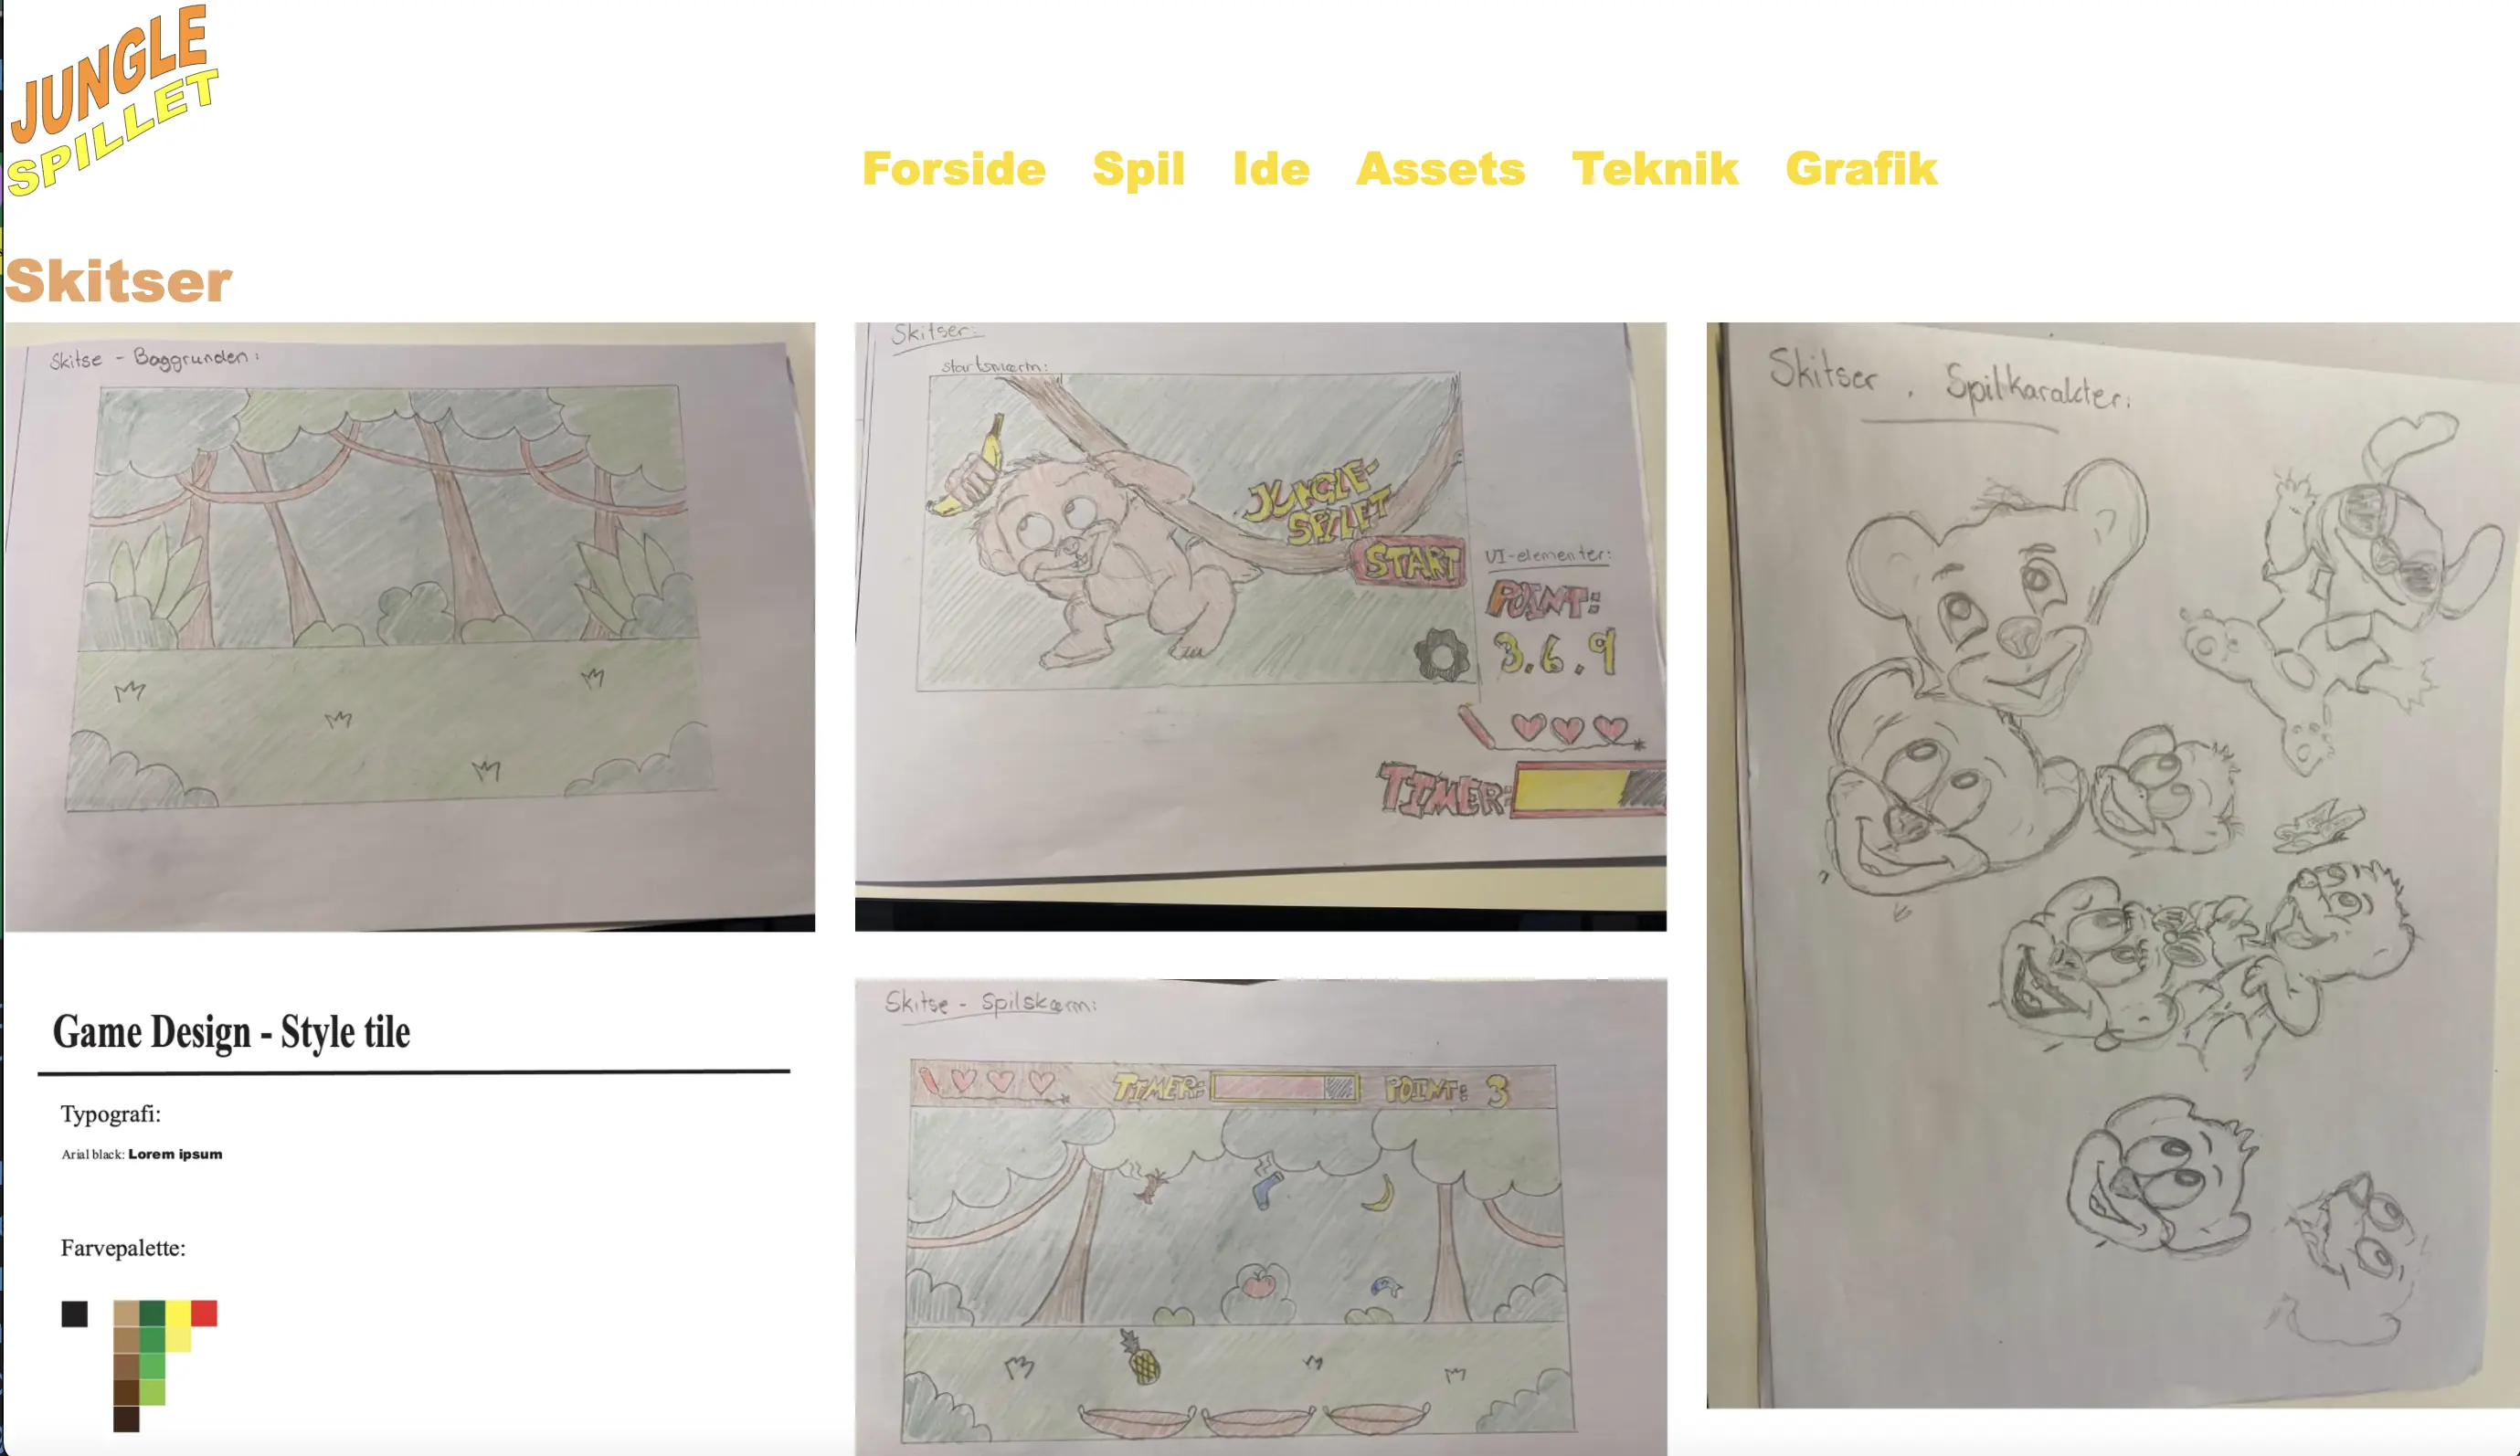 JUNGLE
SPILLET
Forside Spil Ide Assets Teknik Grafik
Skitser
Skitse - Baggrunden:
Skitser:
Startskærm:
JUNGLE-
SPILLET
START
UI-elementer:
POINT:
3.6.9
TIMER:
Skitser . Spilkarakter:
Game Design - Style tile
Typografi:
Arial black: Lorem ipsum
Farvepalette:
Skitse - Spilskærm:
TIMER: POINT: 3